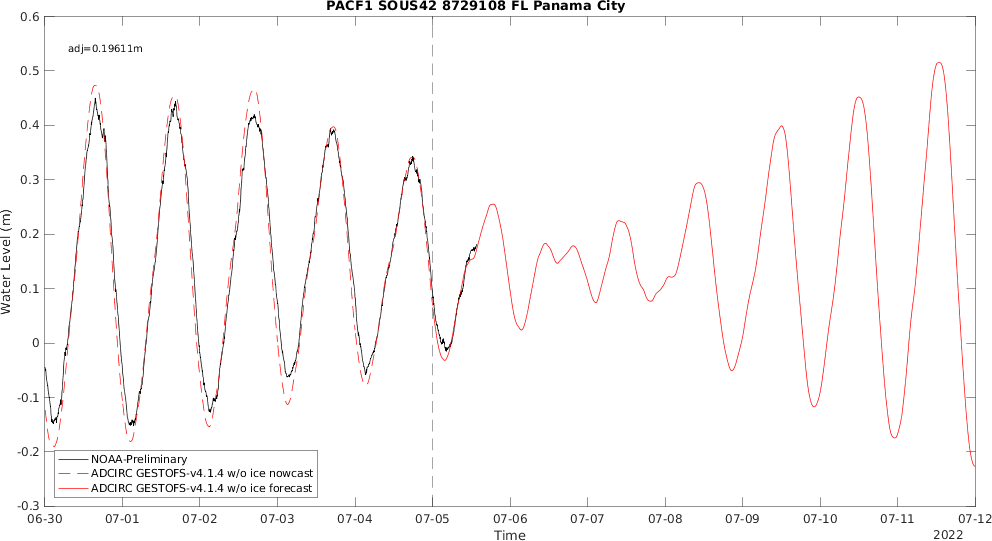 PACF1 SOUS42 8729108 FL Panama City
adj=0.19611m
Water Level (m)
0.6
0.5
0.4
0.3
0.2
0.1
0
-0.1
-0.2
-0.3
NOAA-Preliminary
ADCIRC GESTOFS-v4.1.4 w/o ice nowcast
ADCIRC GESTOFS-v4.1.4 w/o ice forecast
06-30 07-01 07-02 07-03 07-04 07-05 07-06 07-07 07-08 07-09 07-10 07-11 07-12
Time
2022